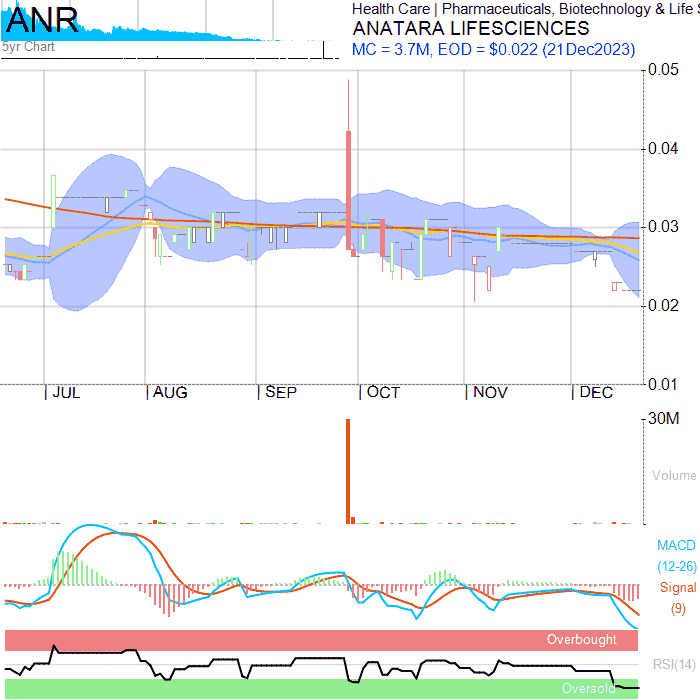 ANR
5yr Chart
Health Care | Pharmaceuticals, Biotechnology & Life S
ANATARA LIFESCIENCES
MC = 3.7M, EOD = $0.022 (21Dec2023)
0.05
0.04
0.03
0.02
0.01
JUL AUG SEP OCT NOV DEC
30M
Volume
MACD
(12-26)
Signal
(9)
Overbought
RSI(14)
Oversold